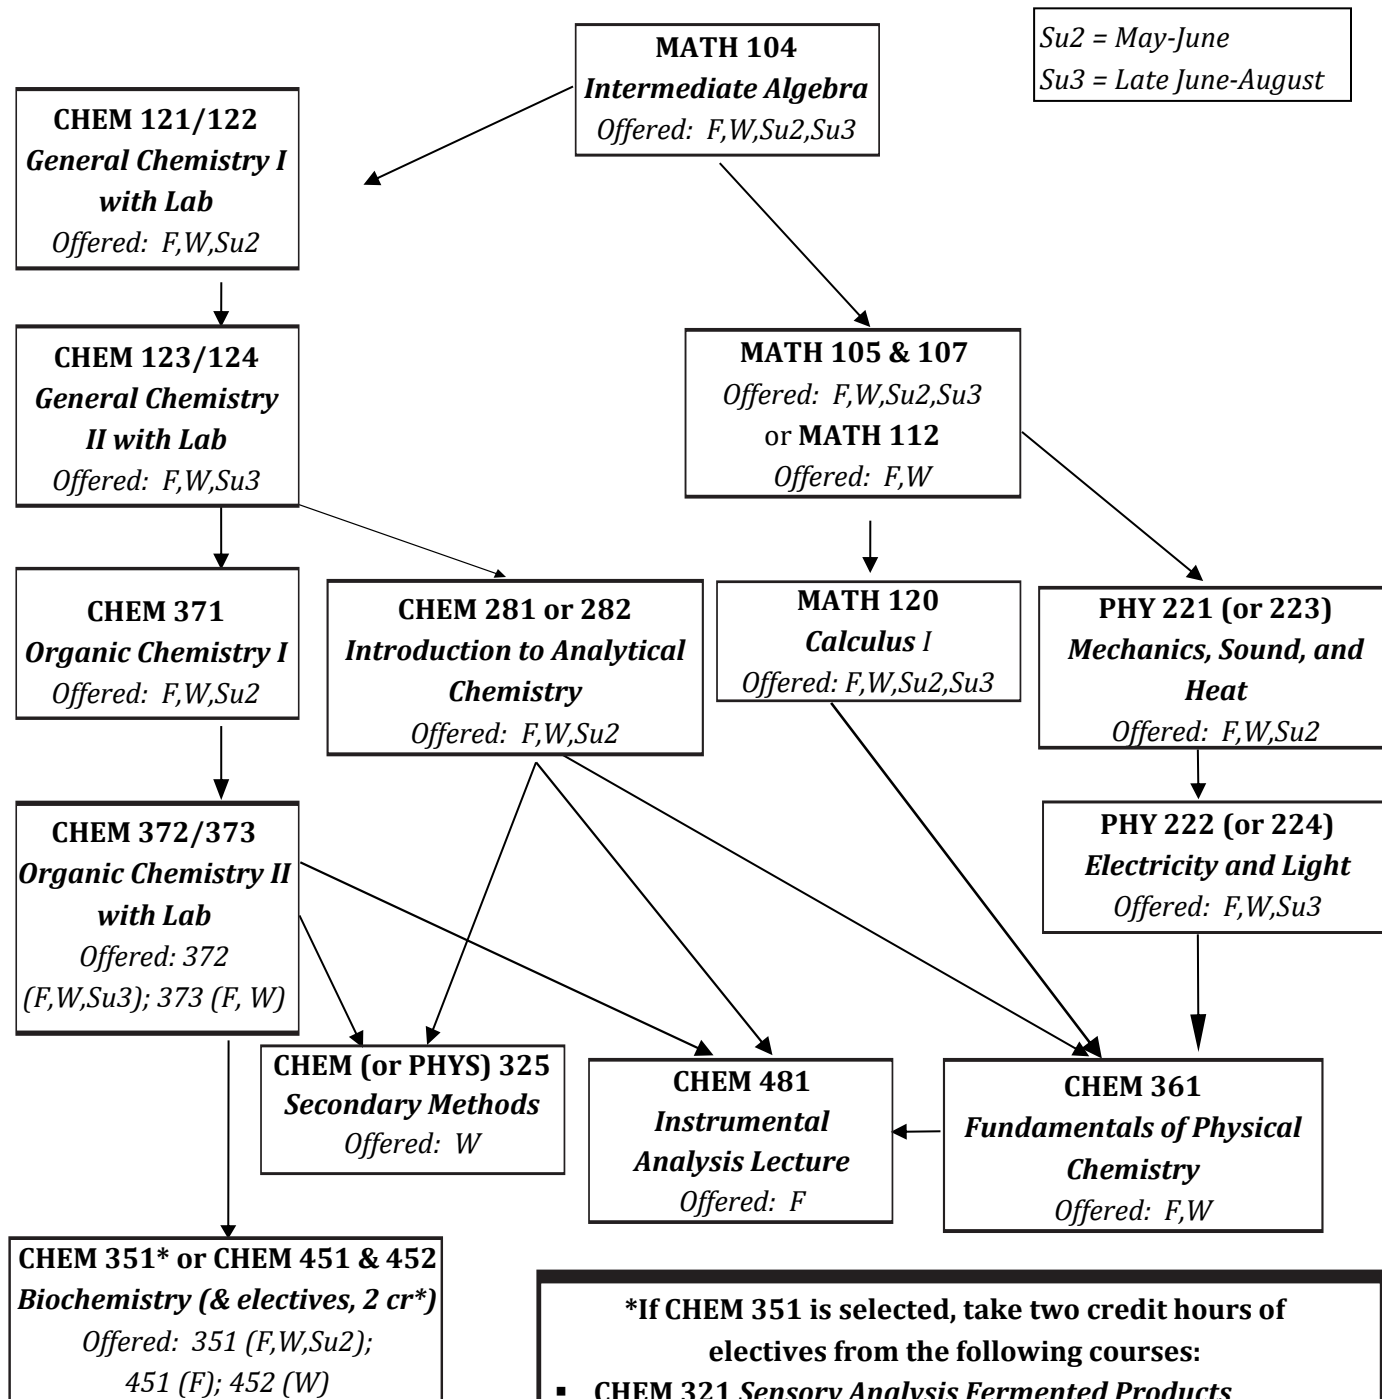 Su2 = May-June
Su3 = Late June-August
MATH 104
Intermediate Algebra
Offered: F,W,Su2,Su3
CHEM 121/122
General Chemistry I
with Lab
Offered: F,W,Su2
CHEM 123/124
General Chemistry
II with Lab
Offered: F,W,Su3
MATH 105 & 107
Offered: F,W,Su2,Su3
or MATH 112
Offered: F,W
CHEM 371
Organic Chemistry I
Offered: F,W,Su2
CHEM 281 or 282
Introduction to Analytical
Chemistry
Offered: F,W,Su2
MATH 120
Calculus I
Offered: F,W,Su2,Su3
PHY 221 (or 223)
Mechanics, Sound, and
Heat
Offered: F,W,Su2
CHEM 372/373
Organic Chemistry II
with Lab
Offered: 372
(F,W,Su3); 373 (F, W)
PHY 222 (or 224)
Electricity and Light
Offered: F,W,Su3
CHEM (or PHYS) 325
Secondary Methods
Offered: W
CHEM 481
Instrumental
Analysis Lecture
Offered: F
CHEM 361
Fundamentals of Physical
Chemistry
Offered: F,W
CHEM 351* or CHEM 451 & 452
Biochemistry (& electives, 2 cr*)
Offered: 351 (F,W,Su2);
451 (F); 452 (W)
*If CHEM 351 is selected, take two credit hours of
electives from the following courses:
▪ CHEM 321 Sensory Analysis Fermented Products